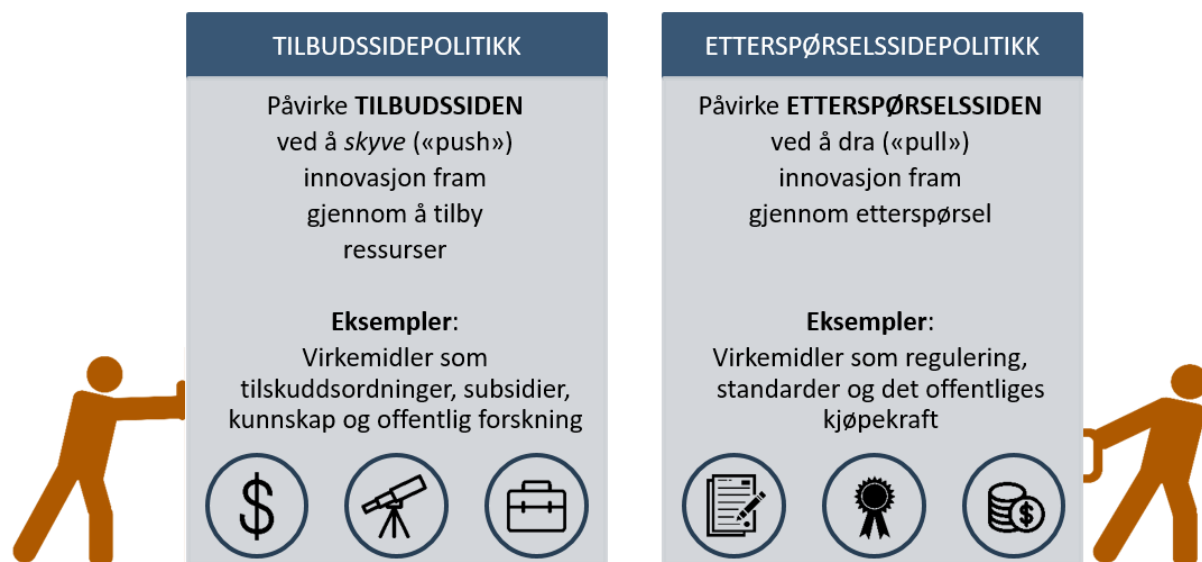 TILBUDSSIDEPOLITIKK
Påvirke TILBUDSSIDEN
ved å skyve («push»)
innovasjon fram
gjennom å tilby
ressurser
Eksempler:
Virkemidler som
tilskuddsordninger, subsidier,
kunnskap og offentlig forskning
$
ETTERSPØRSELSSIDEPOLITIKK
Påvirke ETTERSPØRSELSSIDEN
ved å dra («pull»)
innovasjon fram
gjennom etterspørsel
Eksempler:
Virkemidler som regulering,
standarder og det offentliges
kjøpekraft
$